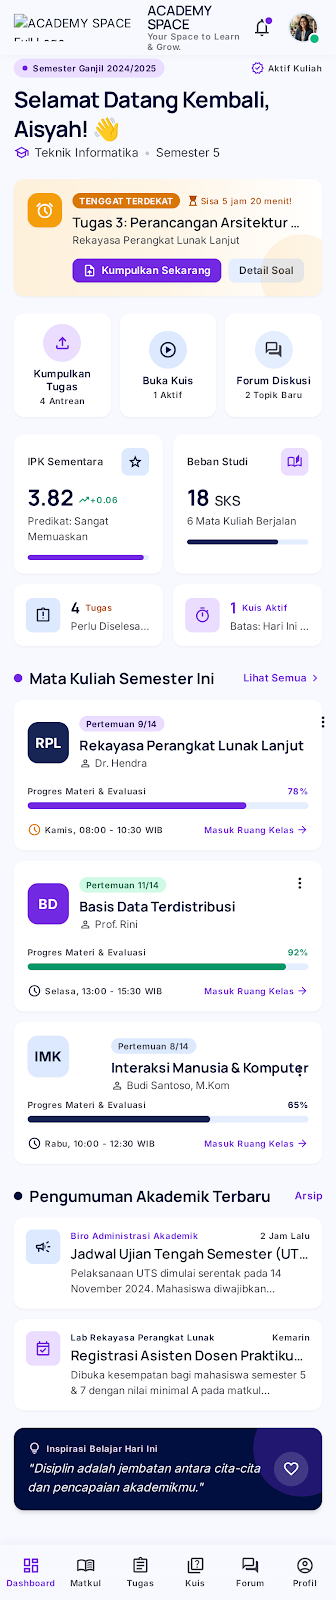 ACADEMY SPACE
ACADEMY
SPACE
Your Space to Learn
& Grow.
Semester Ganjil 2024/2025
Aktif Kuliah
Selamat Datang Kembali,
Aisyah! 👋
Teknik Informatika • Semester 5
TENGGAT TERDEKAT
⏳ Sisa 5 jam 20 menit!
Tugas 3: Perancangan Arsitektur ...
Rekayasa Perangkat Lunak Lanjut
Kumpulkan Sekarang
Detail Soal
Kumpulkan
Tugas
4 Antrean
Buka Kuis
1 Aktif
Forum Diskusi
2 Topik Baru
IPK Sementara
3.82
+0.06
Predikat: Sangat
Memuaskan
Beban Studi
18 SKS
6 Mata Kuliah Berjalan
4 Tugas
Perlu Diselesa...
1 Kuis Aktif
Batas: Hari Ini ...
Mata Kuliah Semester Ini
Lihat Semua
RPL
Pertemuan 9/14
Rekayasa Perangkat Lunak Lanjut
Dr. Hendra
Progres Materi & Evaluasi
78%
Kamis, 08:00 - 10:30 WIB
Masuk Ruang Kelas
BD
Pertemuan 11/14
Basis Data Terdistribusi
Prof. Rini
Progres Materi & Evaluasi
92%
Selasa, 13:00 - 15:30 WIB
Masuk Ruang Kelas
IMK
Pertemuan 8/14
Interaksi Manusia & Komputer
Budi Santoso, M.Kom
Progres Materi & Evaluasi
65%
Rabu, 10:00 - 12:30 WIB
Masuk Ruang Kelas
Pengumuman Akademik Terbaru
Arsip
Biro Administrasi Akademik
2 Jam Lalu
Jadwal Ujian Tengah Semester (UT...
Pelaksanaan UTS dimulai serentak pada 14
November 2024. Mahasiswa diwajibkan...
Lab Rekayasa Perangkat Lunak
Kemarin
Registrasi Asisten Dosen Praktiku...
Dibuka kesempatan bagi mahasiswa semester 5
& 7 dengan nilai minimal A pada matkul...
Inspirasi Belajar Hari Ini
"Disiplin adalah jembatan antara cita-cita
dan pencapaian akademikmu."
Dashboard
Matkul
Tugas
Kuis
Forum
Profil